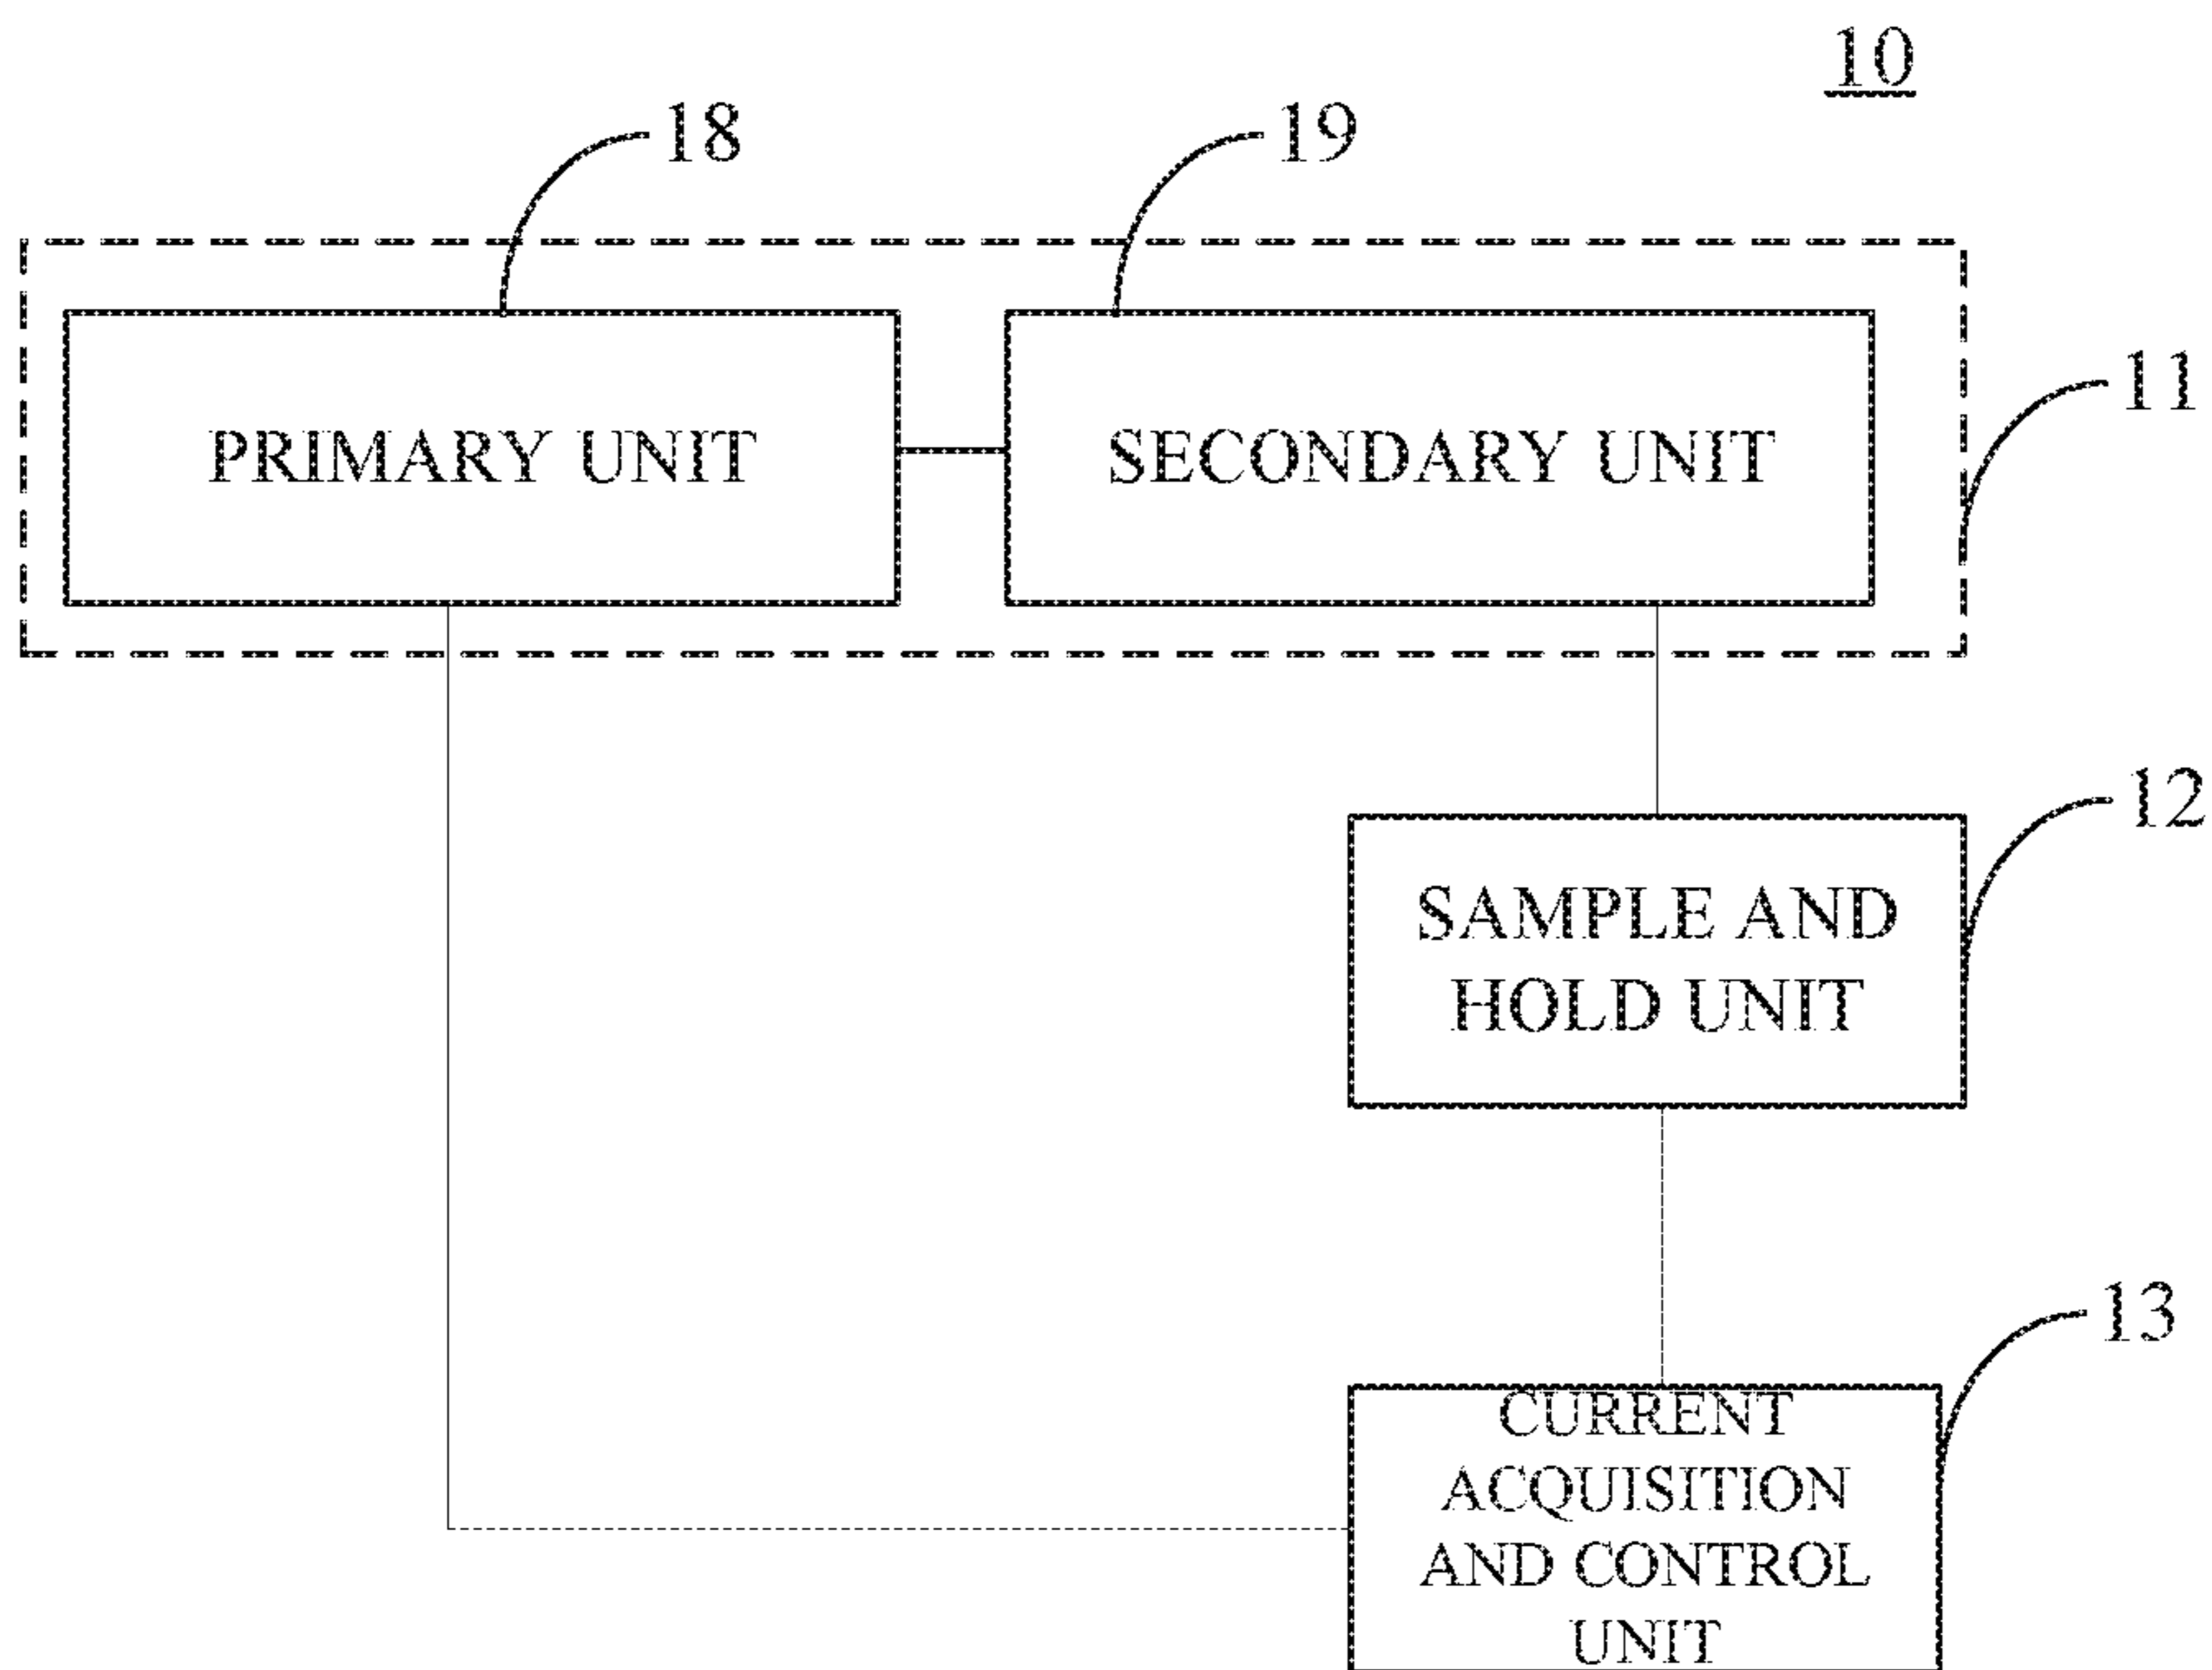 10
18
19
PRIMARY UNIT
SECONDARY UNIT
11
12
SAMPLE AND
HOLD UNIT
13
CURRENT
ACQUISITION
AND CONTROL
UNIT